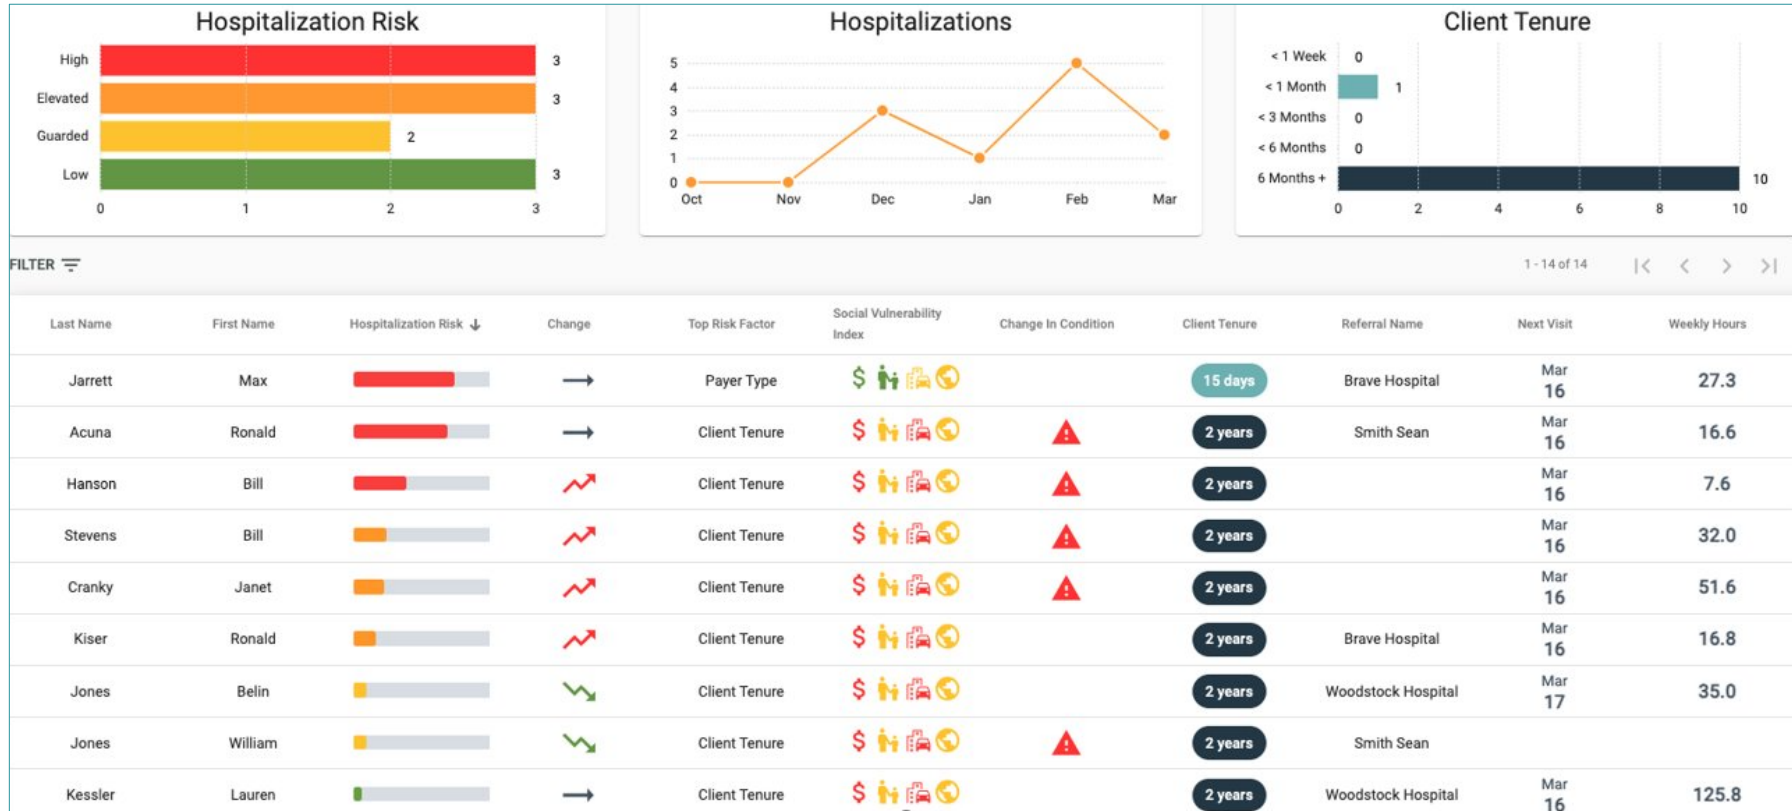 Hospitalization Risk
High 3
Elevated 3
Guarded 2
Low 3
0 1 2 3
Hospitalizations
5
4
3
2
1
0
Oct Nov Dec Jan Feb Mar
Client Tenure
< 1 Week 0
< 1 Month 1
< 3 Months 0
< 6 Months 0
6 Months + 10
0 2 4 6 8 10
FILTER
1 - 14 of 14
Last Name First Name Hospitalization Risk Change Top Risk Factor Social Vulnerability Index Change In Condition Client Tenure Referral Name Next Visit Weekly Hours
Jarrett Max Payer Type $ 15 days Brave Hospital Mar 16 27.3
Acuna Ronald Client Tenure $ 2 years Smith Sean Mar 16 16.6
Hanson Bill Client Tenure $ 2 years Mar 16 7.6
Stevens Bill Client Tenure $ 2 years Mar 16 32.0
Cranky Janet Client Tenure $ 2 years Mar 16 51.6
Kiser Ronald Client Tenure $ 2 years Brave Hospital Mar 16 16.8
Jones Belin Client Tenure $ 2 years Woodstock Hospital Mar 17 35.0
Jones William Client Tenure $ 2 years Smith Sean
Kessler Lauren Client Tenure $ 2 years Woodstock Hospital Mar 16 125.8